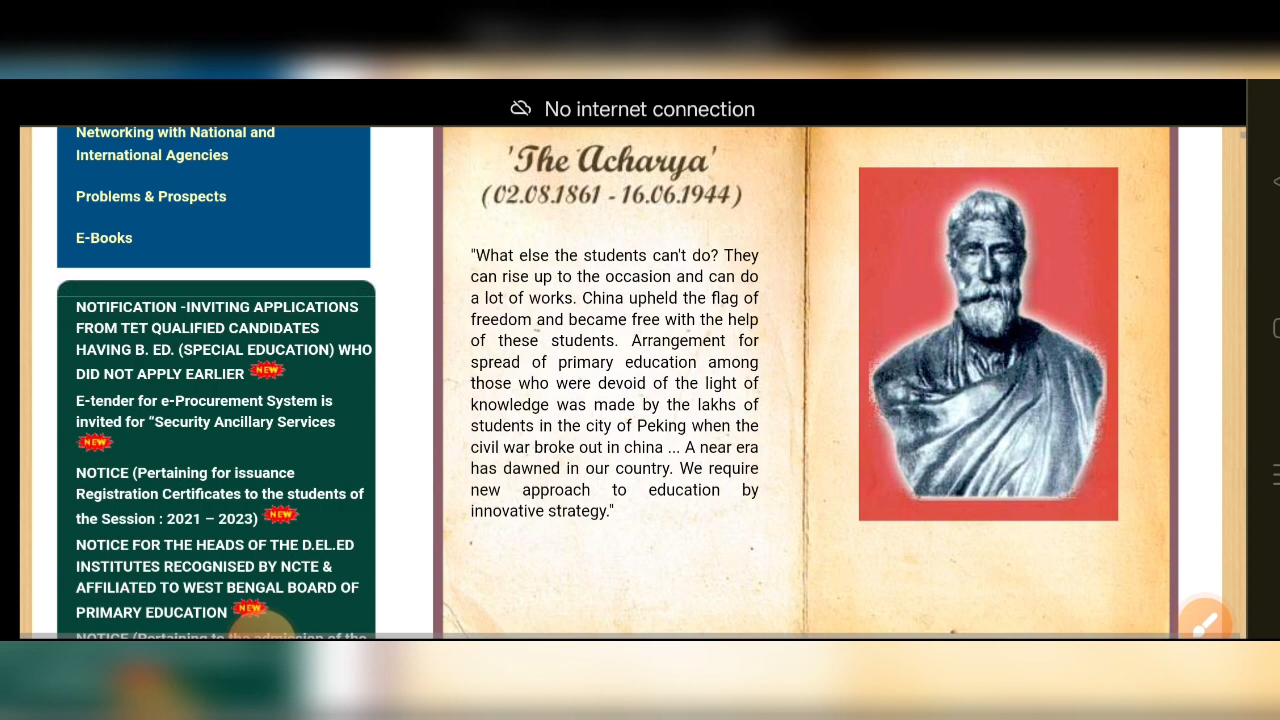 No internet connection
Networking with National and
International Agencies
Problems & Prospects
E-Books
NOTIFICATION -INVITING APPLICATIONS
FROM TET QUALIFIED CANDIDATES
HAVING B. ED. (SPECIAL EDUCATION) WHO
DID NOT APPLY EARLIER NEW
E-tender for e-Procurement System is
invited for “Security Ancillary Services
NEW
NOTICE (Pertaining for issuance
Registration Certificates to the students of
the Session : 2021 – 2023) NEW
NOTICE FOR THE HEADS OF THE D.EL.ED
INSTITUTES RECOGNISED BY NCTE &
AFFILIATED TO WEST BENGAL BOARD OF
PRIMARY EDUCATION NEW
NOTICE (Pertaining to the admission of the
'The Acharya'
(02.08.1861 - 16.06.1944)
"What else the students can't do? They
can rise up to the occasion and can do
a lot of works. China upheld the flag of
freedom and became free with the help
of these students. Arrangement for
spread of primary education among
those who were devoid of the light of
knowledge was made by the lakhs of
students in the city of Peking when the
civil war broke out in china ... A near era
has dawned in our country. We require
new approach to education by
innovative strategy."